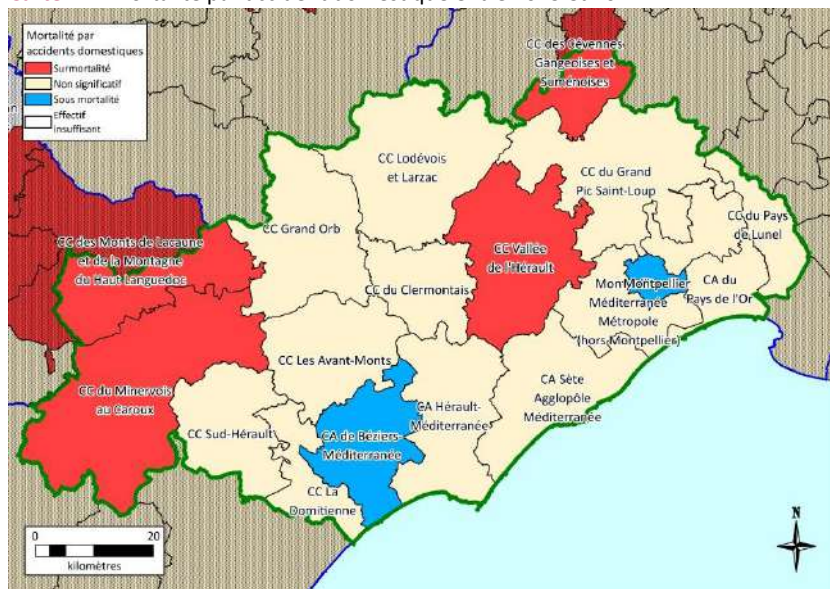 Mortalité par
accidents domestiques
Surmortalité
Non significatif
Sous mortalité
Effectif
insuffisant
CC des Cévennes
Gangeoises et
Suménoises
CC Lodévois
et Larzac
CC du Grand
Pic Saint-Loup
CC Grand Orb
CC du Pays
de Lunel
CC des Monts de Lacaune
et de la Montagne
du Haut Languedoc
CC Vallée
de l'Hérault
CC du Clermontais
Montpellier
CA du
Pays de l'Or
Méditerranée
Métropole
(hors Montpellier)
CC Les Avant-Monts
CC du Minervois
au Caroux
CA Sète
Agglopôle
Méditerranée
CA Hérault-
Méditerranée
CC Sud-Hérault
CA de Béziers-
Méditerranée
CC La
Domitienne
0 20
kilomètres
N